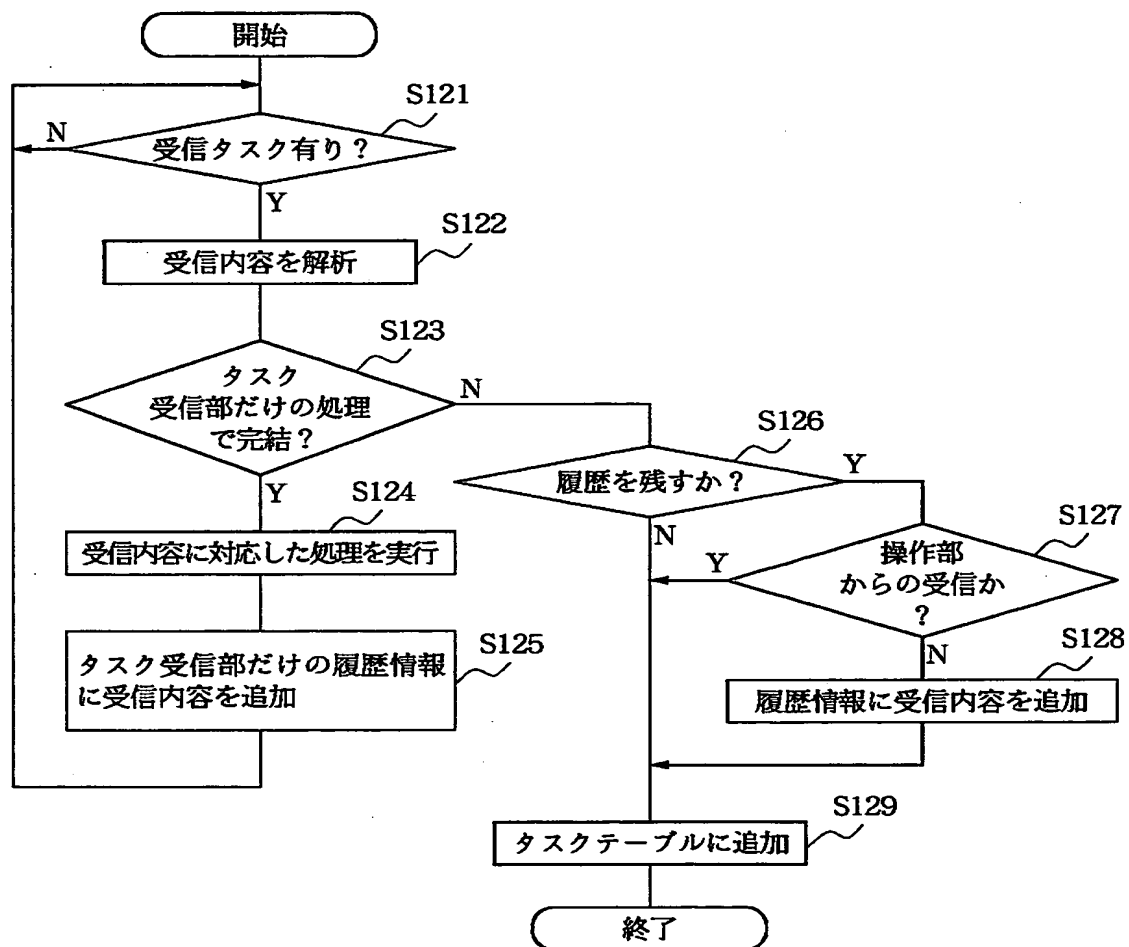 開始
S121
N
受信タスク有り？
Y
S122
受信内容を解析
S123
タスク
受信部だけの処理
で完結？
N
Y
S124
受信内容に対応した処理を実行
S125
タスク受信部だけの履歴情報
に受信内容を追加
S126
履歴を残すか？
Y
N
S127
操作部
からの受信か
？
Y
N
S128
履歴情報に受信内容を追加
S129
タスクテーブルに追加
終了